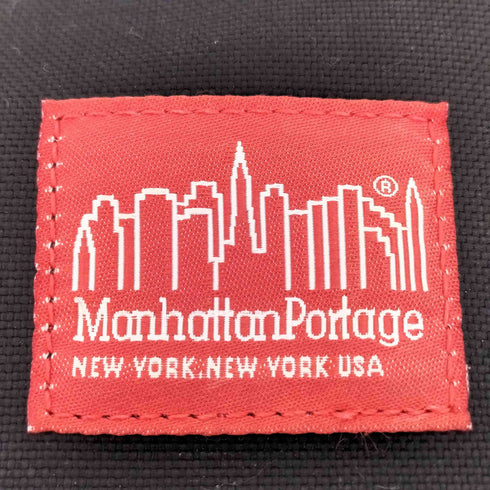 ®
ManhattanPortage
NEW YORK, NEW YORK USA